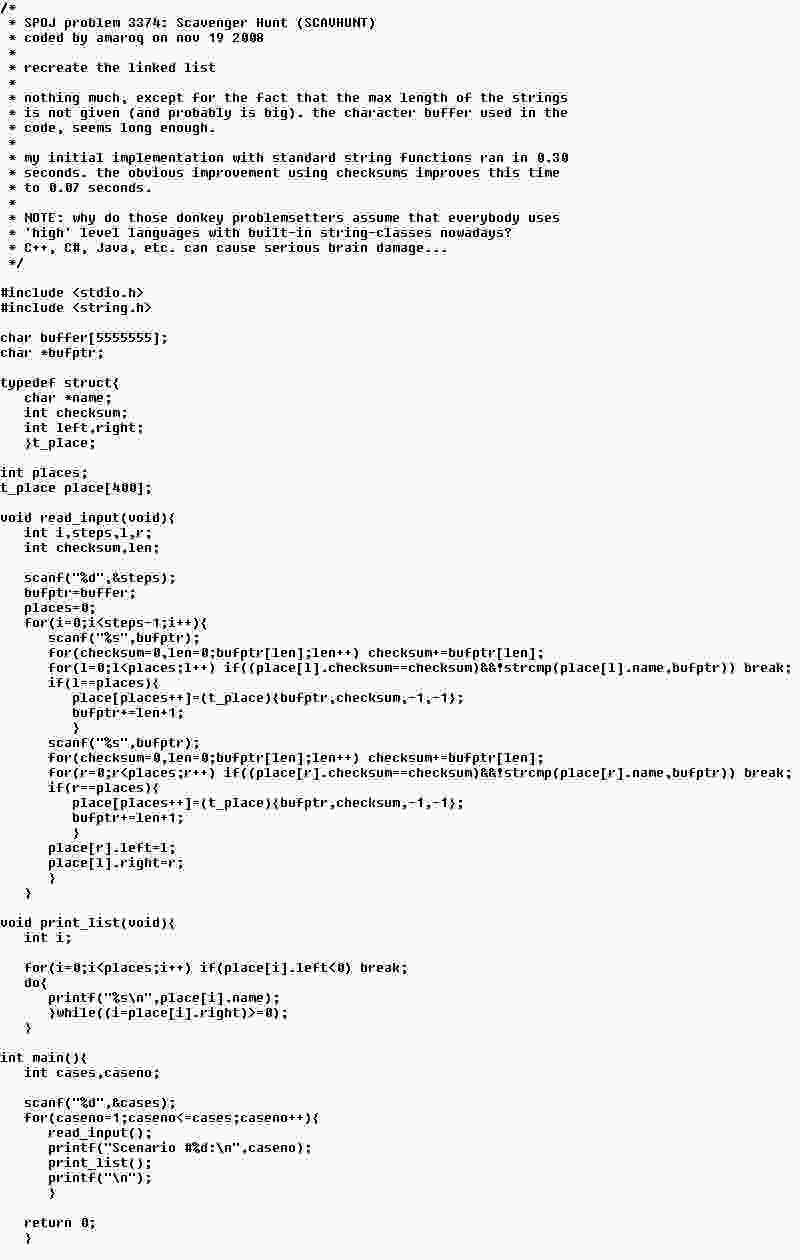 /*
 * SPOJ problem 3374: Scavenger Hunt (SCAVHUNT)
 * coded by amaroq on nov 19 2008
 *
 * recreate the linked list
 *
 * nothing much, except for the fact that the max length of the strings
 * is not given (and probably is big). the character buffer used in the
 * code, seems long enough.
 *
 * my initial implementation with standard string functions ran in 0.30
 * seconds. the obvious improvement using checksums improves this time
 * to 0.07 seconds.
 *
 * NOTE: why do those donkey problemsetters assume that everybody uses
 * 'high' level languages with built-in string-classes nowadays?
 * C++, C#, Java, etc. can cause serious brain damage...
 */

#include <stdio.h>
#include <string.h>

char buffer[5555555];
char *bufptr;

typedef struct{
   char *name;
   int checksum;
   int left,right;
   }t_place;

int places;
t_place place[400];

void read_input(void){
   int i,steps,l,r;
   int checksum,len;

   scanf("%d",&steps);
   bufptr=buffer;
   places=0;
   for(i=0;i<steps-1;i++){
      scanf("%s",bufptr);
      for(checksum=0,len=0;bufptr[len];len++) checksum+=bufptr[len];
      for(l=0;l<places;l++) if((place[l].checksum==checksum)&&!strcmp(place[l].name,bufptr)) break;
      if(l==places){
         place[places++]=(t_place){bufptr,checksum,-1,-1};
         bufptr+=len+1;
         }
      scanf("%s",bufptr);
      for(checksum=0,len=0;bufptr[len];len++) checksum+=bufptr[len];
      for(r=0;r<places;r++) if((place[r].checksum==checksum)&&!strcmp(place[r].name,bufptr)) break;
      if(r==places){
         place[places++]=(t_place){bufptr,checksum,-1,-1};
         bufptr+=len+1;
         }
      place[r].left=l;
      place[l].right=r;
      }
   }

void print_list(void){
   int i;

   for(i=0;i<places;i++) if(place[i].left<0) break;
   do{
      printf("%s\n",place[i].name);
      }while((i=place[i].right)>=0);
   }

int main(){
   int cases,caseno;

   scanf("%d",&cases);
   for(caseno=1;caseno<=cases;caseno++){
      read_input();
      printf("Scenario #%d:\n",caseno);
      print_list();
      printf("\n");
      }

   return 0;
   }